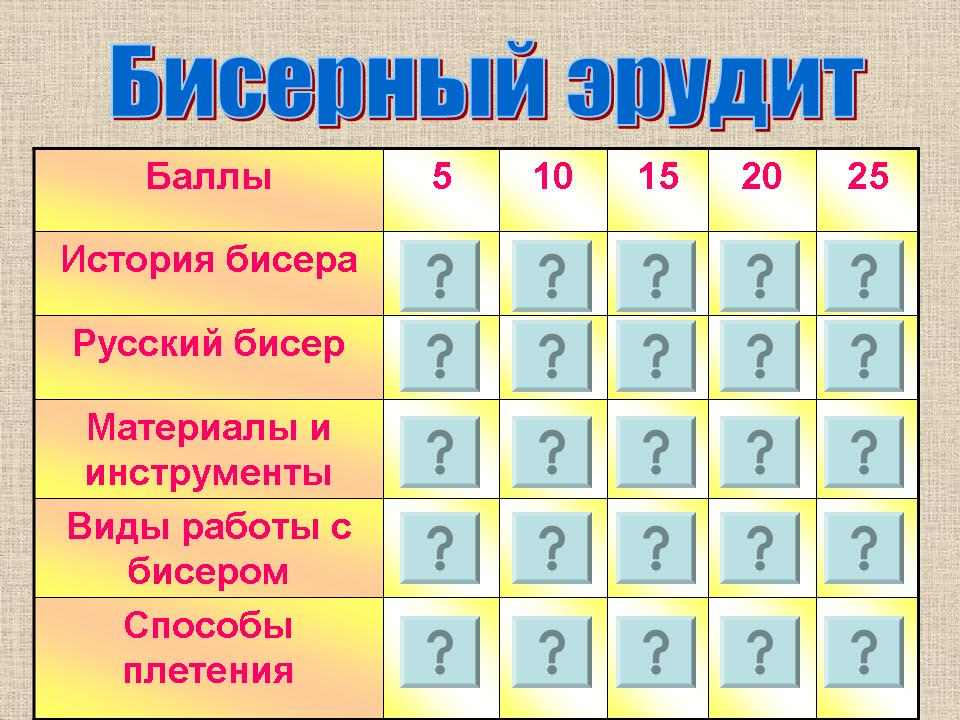 Бисерный эрудит
Баллы 5 10 15 20 25
История бисера ? ? ? ? ?
Русский бисер ? ? ? ? ?
Материалы и
инструменты ? ? ? ? ?
Виды работы с
бисером ? ? ? ? ?
Способы
плетения ? ? ? ? ?